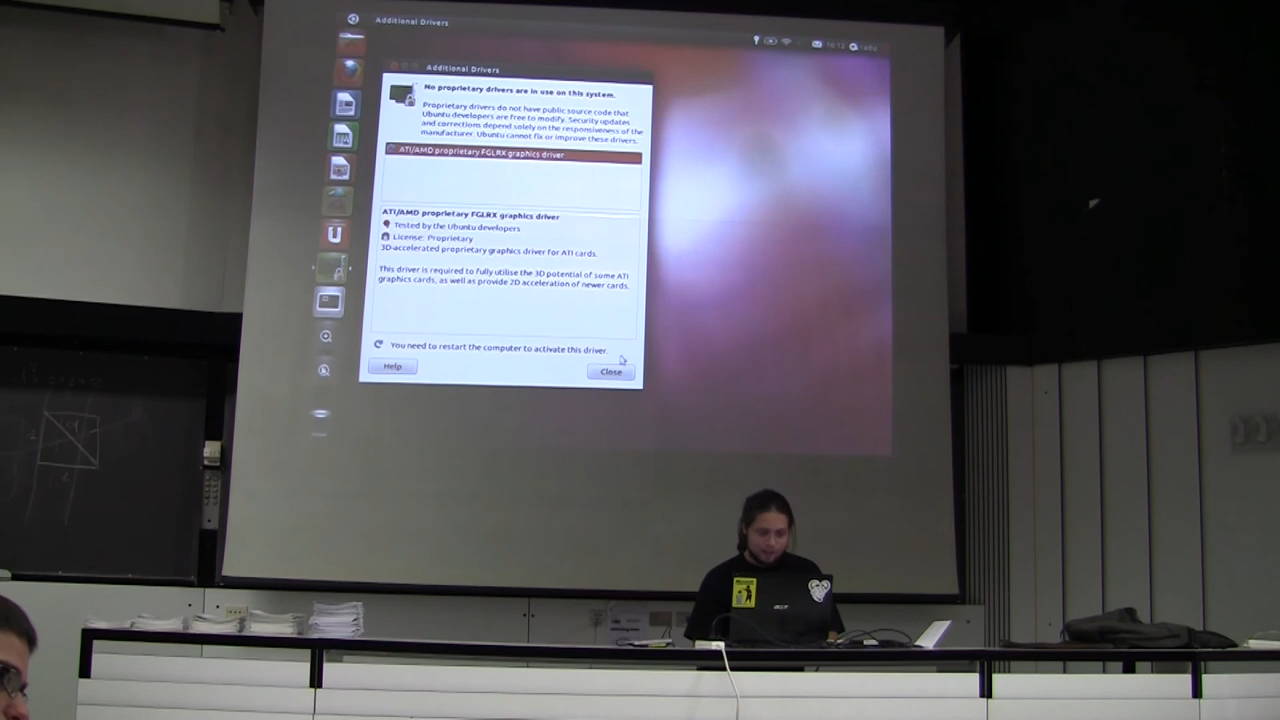 Additional Drivers
Additional Drivers
No proprietary drivers are in use on this system.
Proprietary drivers do not have public source code that
Ubuntu developers are free to modify. Security updates
and corrections depend solely on the responsiveness of the
manufacturer. Ubuntu cannot fix or improve these drivers.
ATI/AMD proprietary FGLRX graphics driver
ATI/AMD proprietary FGLRX graphics driver
Tested by the Ubuntu developers
License: Proprietary
3D-accelerated proprietary graphics driver for ATI cards.
This driver is required to fully utilise the 3D potential of some ATI
graphics cards, as well as provide 2D acceleration of newer cards.
You need to restart the computer to activate this driver.
Help
Close
acer